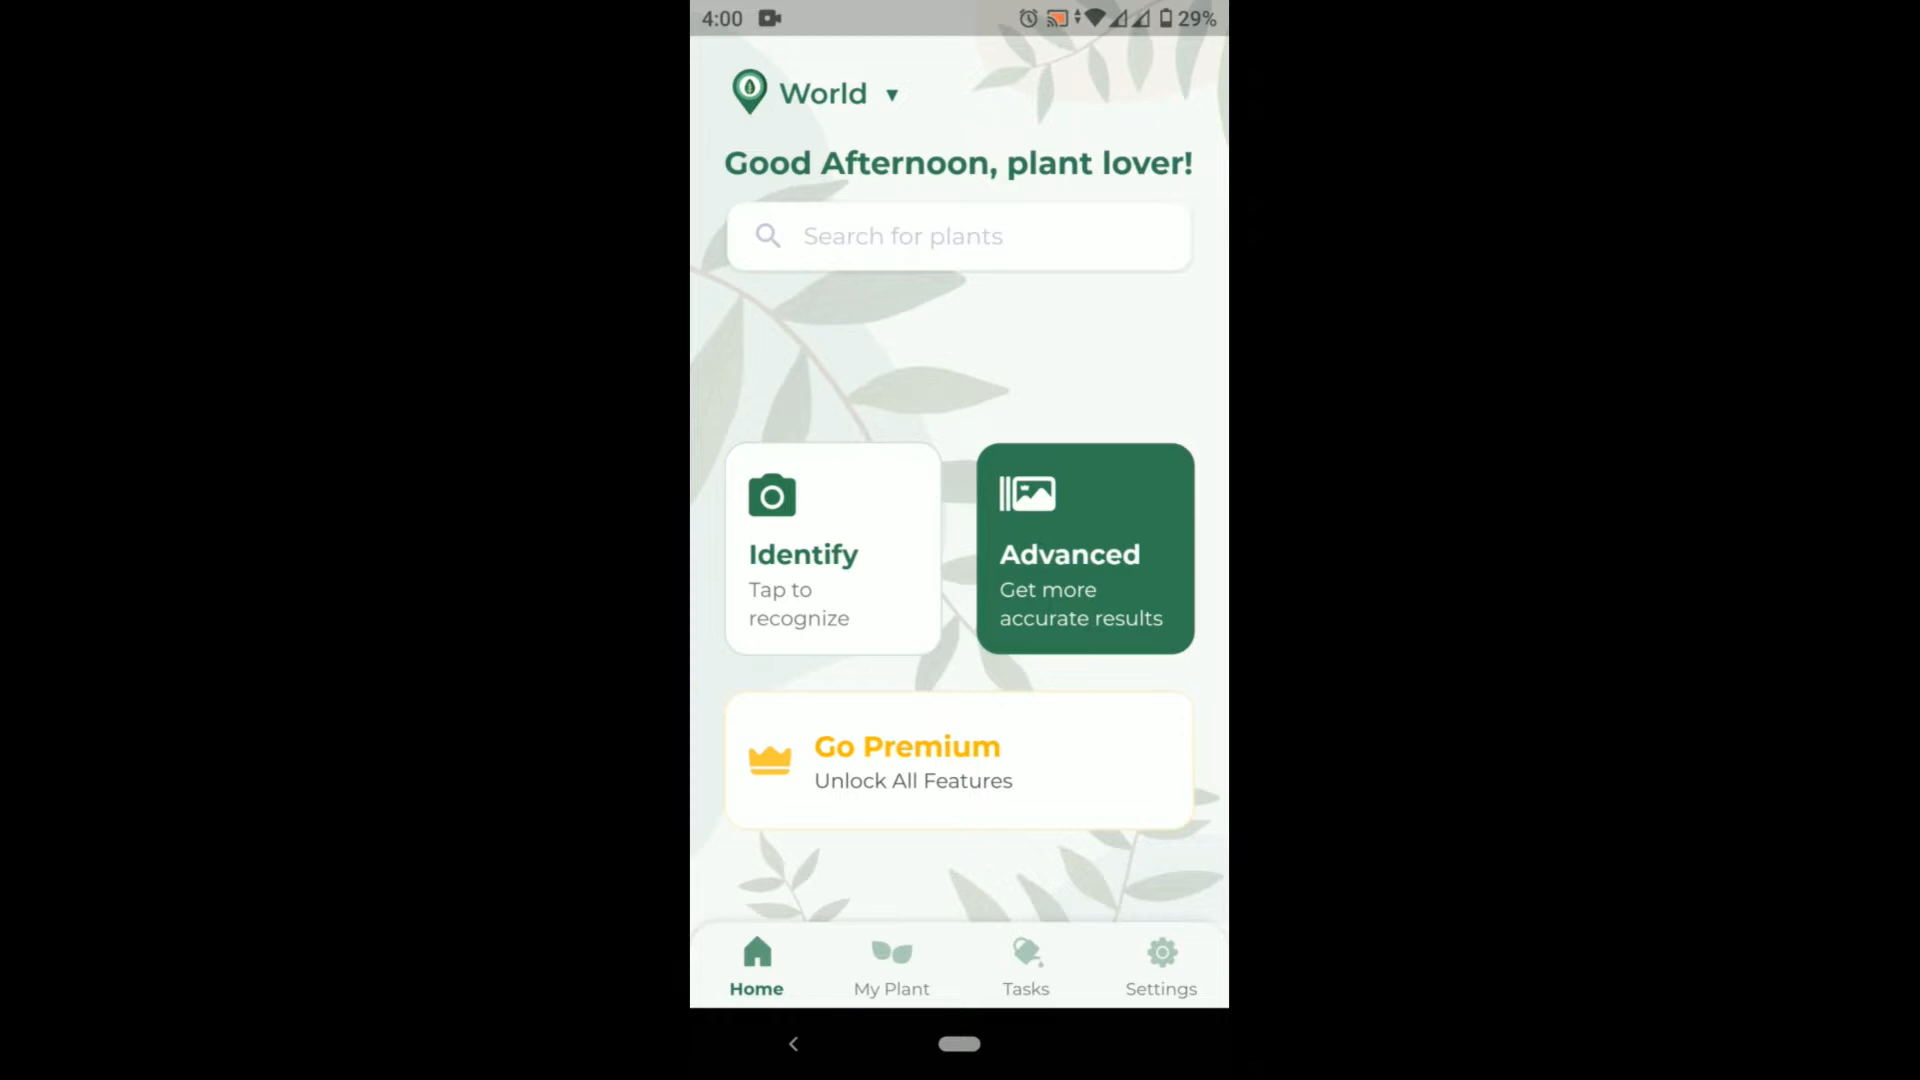 4:00
29%
World
Good Afternoon, plant lover!
Search for plants
Identify
Tap to
recognize
Advanced
Get more
accurate results
Go Premium
Unlock All Features
Home
My Plant
Tasks
Settings